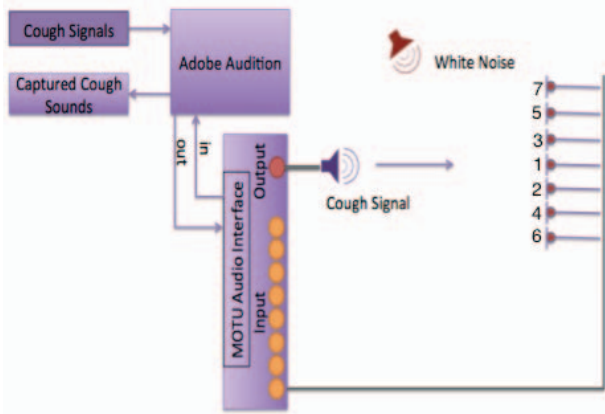 Cough Signals
Adobe Audition
Captured Cough
Sounds
out
in
MOTU Audio Interface
Output
Input
Cough Signal
White Noise
7
5
3
1
2
4
6